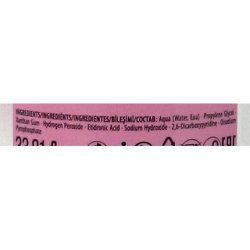 INGREDIENTS/INGREDIENTS/INGREDIENTES/BİLEŞİMİ/СОСТАВ: Aqua (Water, Eau) · Propylene Glycol ·
Xanthan Gum · Hydrogen Peroxide · Etidronic Acid · Sodium Hydroxide · 2,6-Dicarboxypyridine · Disodium
Pyrophosphate